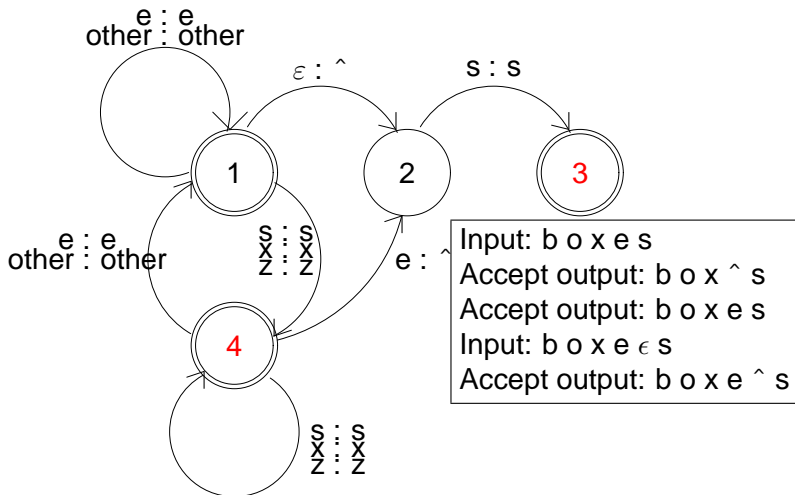 e : e
other : other
ε : ˆ
s : s
1
2
3
e : e
other : other
s : s
x : x
z : z
e : ˆ
4
s : s
x : x
z : z
Input: b o x e s
Accept output: b o x ˆ s
Accept output: b o x e s
Input: b o x e ϵ s
Accept output: b o x e ˆ s